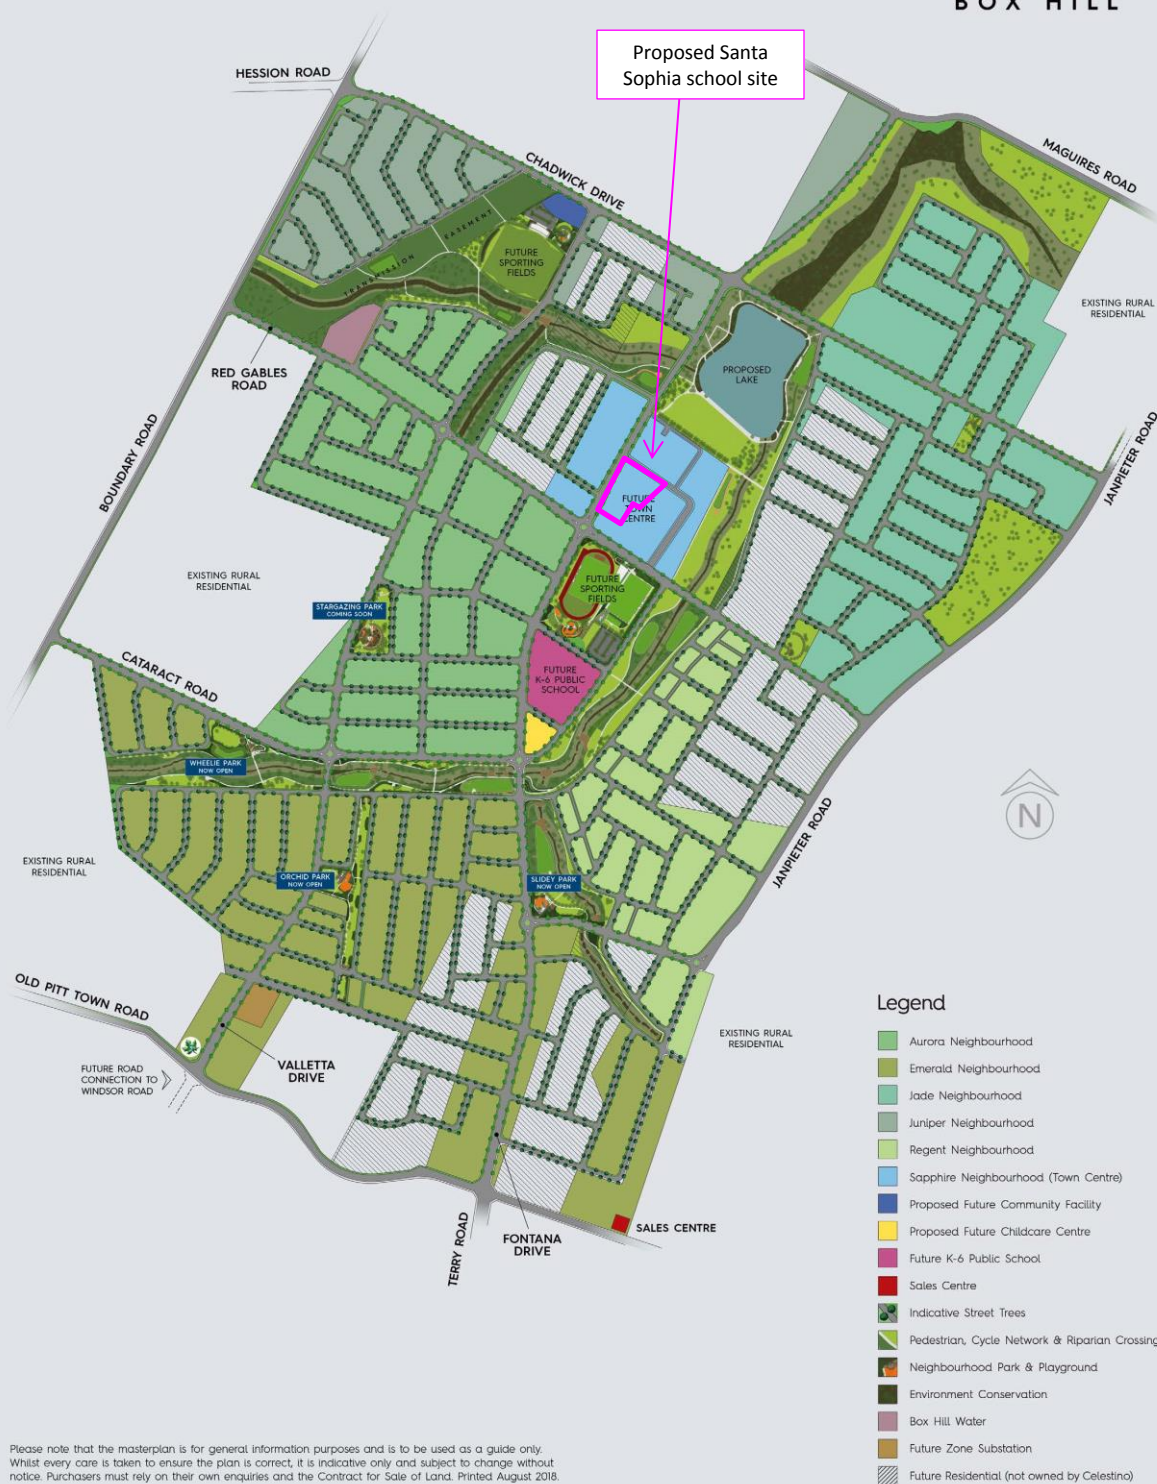 BOX HILL
Proposed Santa
Sophia school site
HESSION ROAD
MAGUIRES ROAD
CHADWICK DRIVE
TRANSMISSION EASEMENT
FUTURE
SPORTING
FIELDS
EXISTING RURAL
RESIDENTIAL
PROPOSED
LAKE
RED GABLES
ROAD
BOUNDARY ROAD
JANPIETER ROAD
FUTURE
TOWN
CENTRE
EXISTING RURAL
RESIDENTIAL
FUTURE
SPORTING
FIELDS
STARGAZING PARK
COMING SOON
CATARACT ROAD
FUTURE
K-6 PUBLIC
SCHOOL
WHEELIE PARK
NOW OPEN
N
JANPIETER ROAD
EXISTING RURAL
RESIDENTIAL
ORCHID PARK
NOW OPEN
SLIDEY PARK
NOW OPEN
OLD PITT TOWN ROAD
EXISTING RURAL
RESIDENTIAL
FUTURE ROAD
CONNECTION TO
WINDSOR ROAD
VALLETTA
DRIVE
TERRY ROAD
FONTANA
DRIVE
SALES CENTRE
Legend
Aurora Neighbourhood
Emerald Neighbourhood
Jade Neighbourhood
Juniper Neighbourhood
Regent Neighbourhood
Sapphire Neighbourhood (Town Centre)
Proposed Future Community Facility
Proposed Future Childcare Centre
Future K-6 Public School
Sales Centre
Indicative Street Trees
Pedestrian, Cycle Network & Riparian Crossing
Neighbourhood Park & Playground
Environment Conservation
Box Hill Water
Future Zone Substation
Future Residential (not owned by Celestino)
Please note that the masterplan is for general information purposes and is to be used as a guide only.
Whilst every care is taken to ensure the plan is correct, it is indicative only and subject to change without
notice. Purchasers must rely on their own enquiries and the Contract for Sale of Land. Printed August 2018.